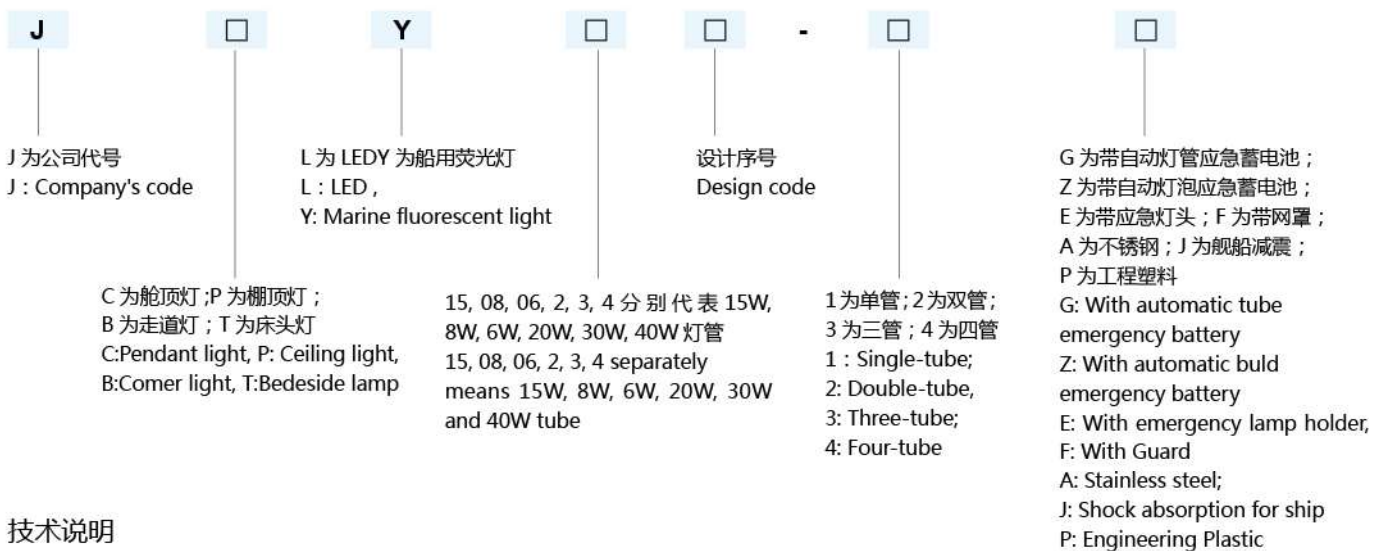 J □ Y □ □ - □ □
J 为公司代号
J : Company's code
L 为 LEDY 为船用荧光灯
L : LED ,
Y: Marine fluorescent light
设计序号
Design code
G 为带自动灯管应急蓄电池 ;
Z 为带自动灯泡应急蓄电池 ;
E 为带应急灯头 ; F 为带网罩 ;
A 为不锈钢 ; J 为舰船减震 ;
P 为工程塑料
G: With automatic tube
emergency battery
Z: With automatic buld
emergency battery
E: With emergency lamp holder,
F: With Guard
A: Stainless steel;
J: Shock absorption for ship
P: Engineering Plastic
C 为舱顶灯 ;P 为棚顶灯 ;
B 为走道灯 ; T 为床头灯
C:Pendant light, P: Ceiling light,
B:Comer light, T:Bedeside lamp
15, 08, 06, 2, 3, 4 分 别 代 表 15W,
8W, 6W, 20W, 30W, 40W 灯管
15, 08, 06, 2, 3, 4 separately
means 15W, 8W, 6W, 20W, 30W
and 40W tube
1为单管; 2为双管;
3 为三管 ; 4 为四管
1 : Single-tube;
2: Double-tube,
3: Three-tube;
4: Four-tube
技术说明